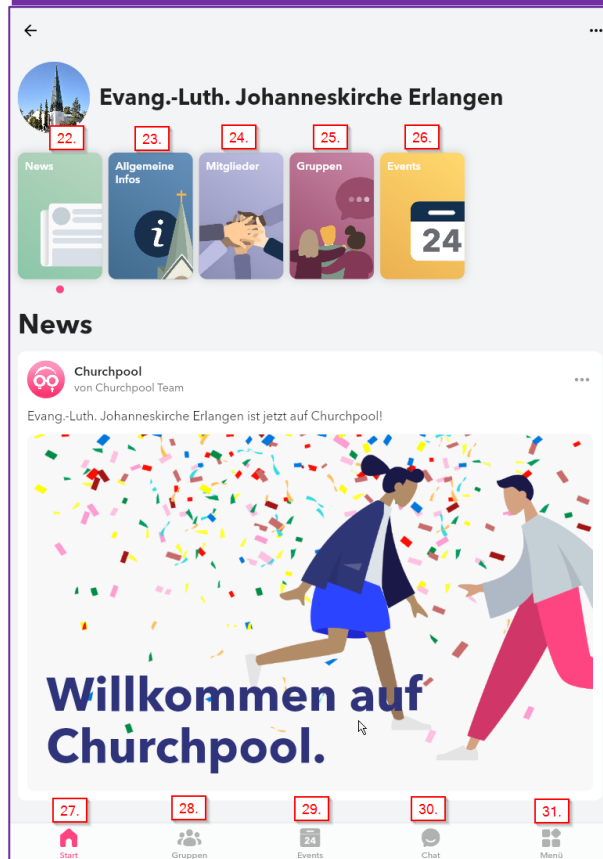 Evang.-Luth. Johanneskirche Erlangen
22.
23.
24.
25.
26.
News
Allgemeine
Infos
Mitglieder
Gruppen
Events
i
24
News
Churchpool
von Churchpool Team
Evang.-Luth. Johanneskirche Erlangen ist jetzt auf Churchpool!
Willkommen auf
Churchpool.
27.
28.
29.
30.
31.
24
Start
Gruppen
Events
Chat
Menü